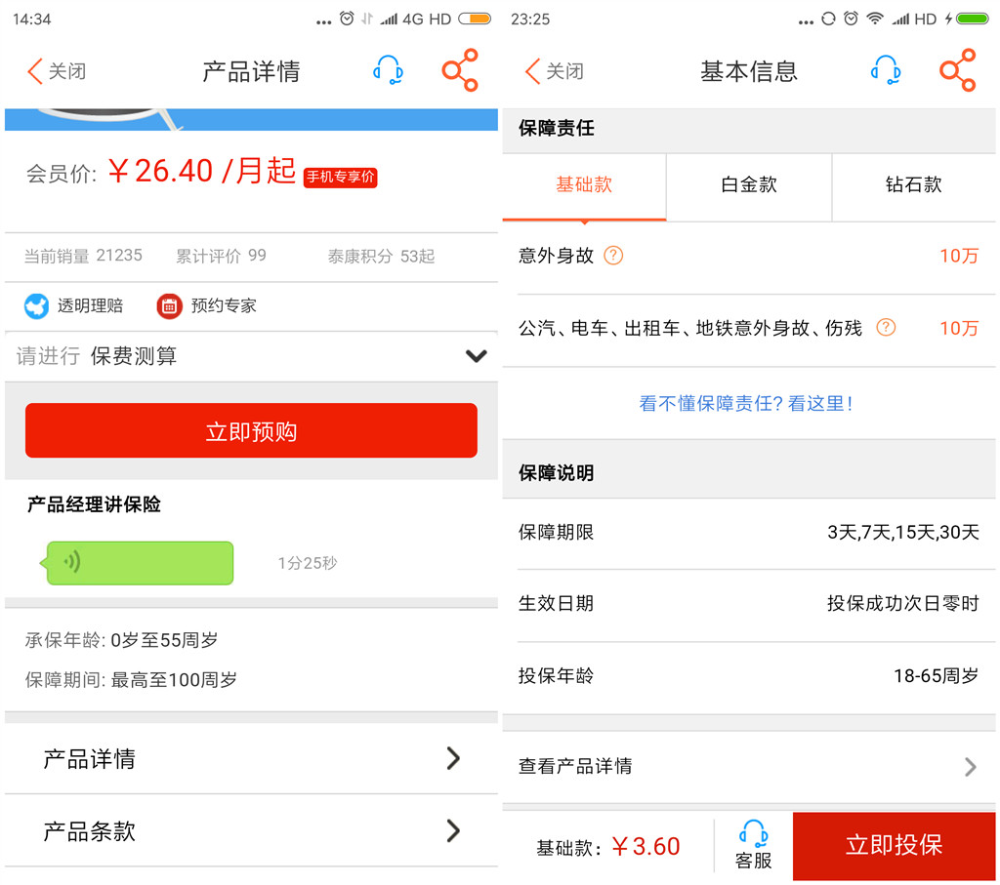 14:34
... 4G HD
关闭
产品详情
会员价: ￥26.40 /月起 手机专享价
当前销量 21235 累计评价 99 泰康积分 53起
透明理赔 预约专家
请进行 保费测算
立即预购
产品经理讲保险
1分25秒
承保年龄: 0岁至55周岁
保障期间: 最高至100周岁
产品详情
产品条款
23:25
... HD
关闭
基本信息
保障责任
基础款 白金款 钻石款
意外身故 ? 10万
公汽、电车、出租车、地铁意外身故、伤残 ? 10万
看不懂保障责任? 看这里!
保障说明
保障期限 3天,7天,15天,30天
生效日期 投保成功次日零时
投保年龄 18-65周岁
查看产品详情
基础款: ￥3.60 客服 立即投保